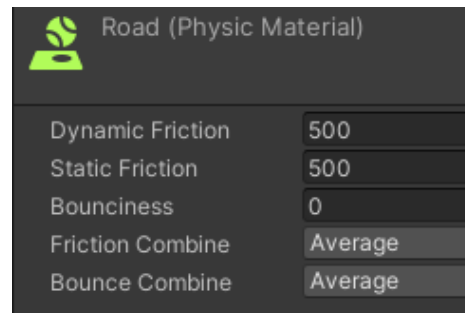 Road (Physic Material)
Dynamic Friction 500
Static Friction 500
Bounciness 0
Friction Combine Average
Bounce Combine Average